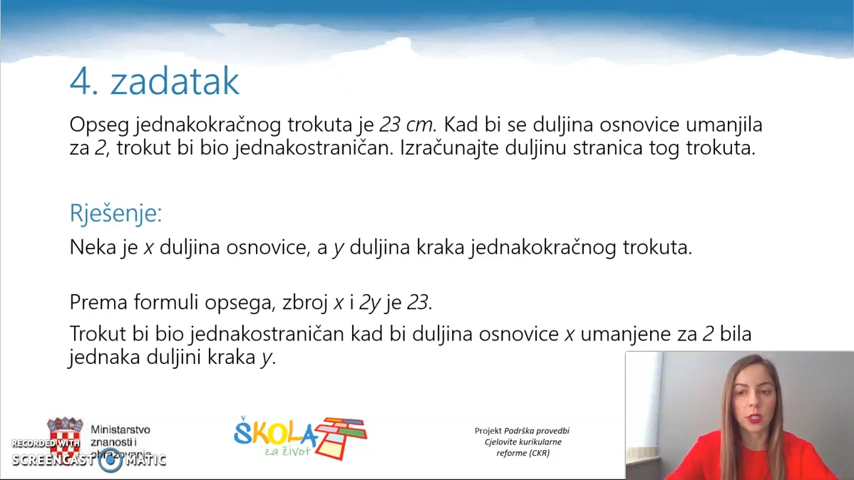 4. zadatak
Opseg jednakokračnog trokuta je 23 cm. Kad bi se duljina osnovice umanjila
za 2, trokut bi bio jednakostraničan. Izračunajte duljinu stranica tog trokuta.
Rješenje:
Neka je x duljina osnovice, a y duljina kraka jednakokračnog trokuta.
Prema formuli opsega, zbroj x i 2y je 23.
Trokut bi bio jednakostraničan kad bi duljina osnovice x umanjene za 2 bila
jednaka duljini kraka y.
Ministarstvo
znanosti i
obrazovanja
RECORDED WITH
SCREENCAST MATIC
ŠKOLA
za život
Projekt Podrška provedbi
Cjelovite kurikularne
reforme (CKR)